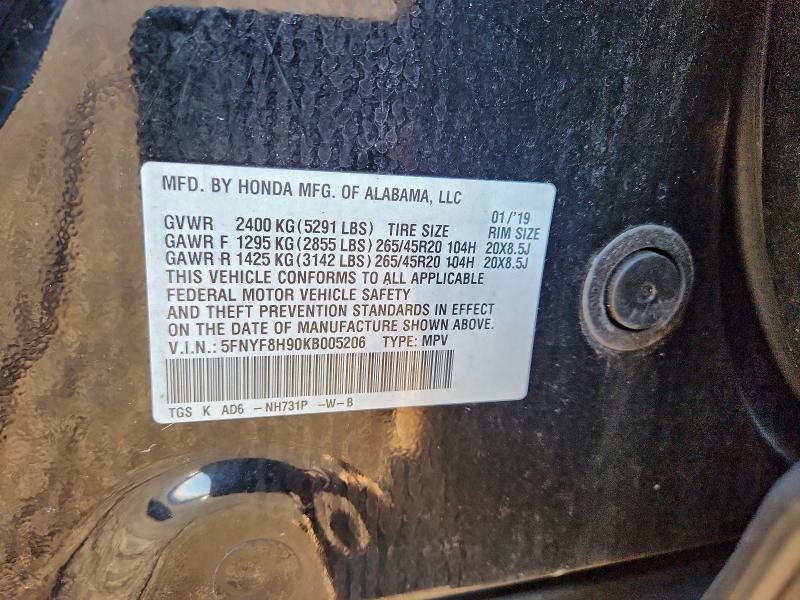 MFD. BY HONDA MFG. OF ALABAMA, LLC
01/'19
GVWR 2400 KG(5291 LBS) TIRE SIZE RIM SIZE
GAWR F 1295 KG(2855 LBS)265/45R20 104H 20X8.5J
GAWR R 1425 KG(3142 LBS)265/45R20 104H 20X8.5J
THIS VEHICLE CONFORMS TO ALL APPLICABLE
FEDERAL MOTOR VEHICLE SAFETY
AND THEFT PREVENTION STANDARDS IN EFFECT
ON THE DATE OF MANUFACTURE SHOWN ABOVE.
V.I.N.: 5FNYF8H90KB005206 TYPE: MPV
TGS K AD6 -NH731P -W-B